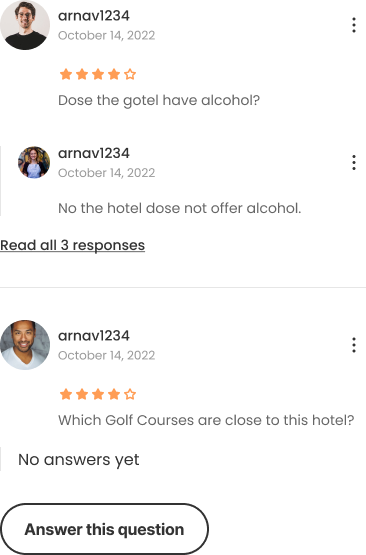 arnav1234
October 14, 2022
Dose the gotel have alcohol?
arnav1234
October 14, 2022
No the hotel dose not offer alcohol.
Read all 3 responses
arnav1234
October 14, 2022
Which Golf Courses are close to this hotel?
No answers yet
Answer this question